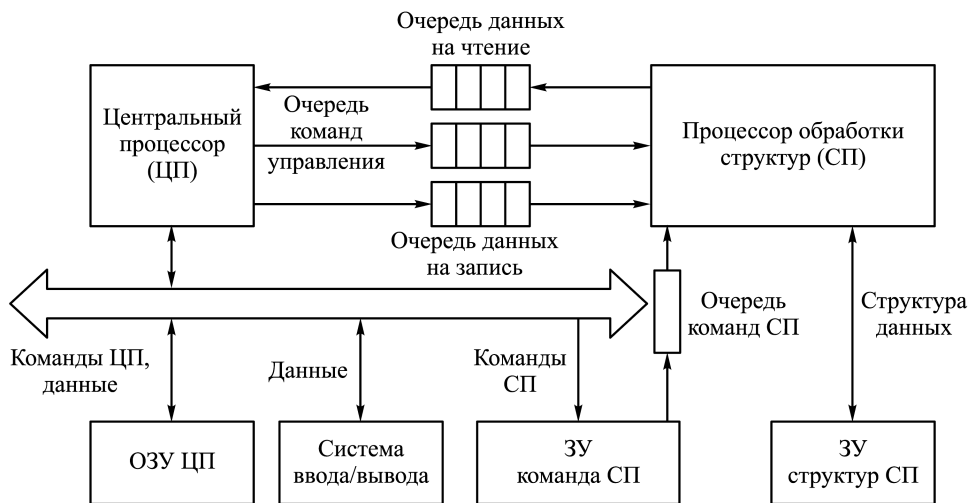 Очередь данных
на чтение
Центральный
процессор
(ЦП)
Очередь
команд
управления
Процессор обработки
структур (СП)
Очередь данных
на запись
Очередь
команд СП
Структура
данных
Команды ЦП,
данные
Данные
Команды
СП
ОЗУ ЦП
Система
ввода/вывода
ЗУ
команда СП
ЗУ
структур СП